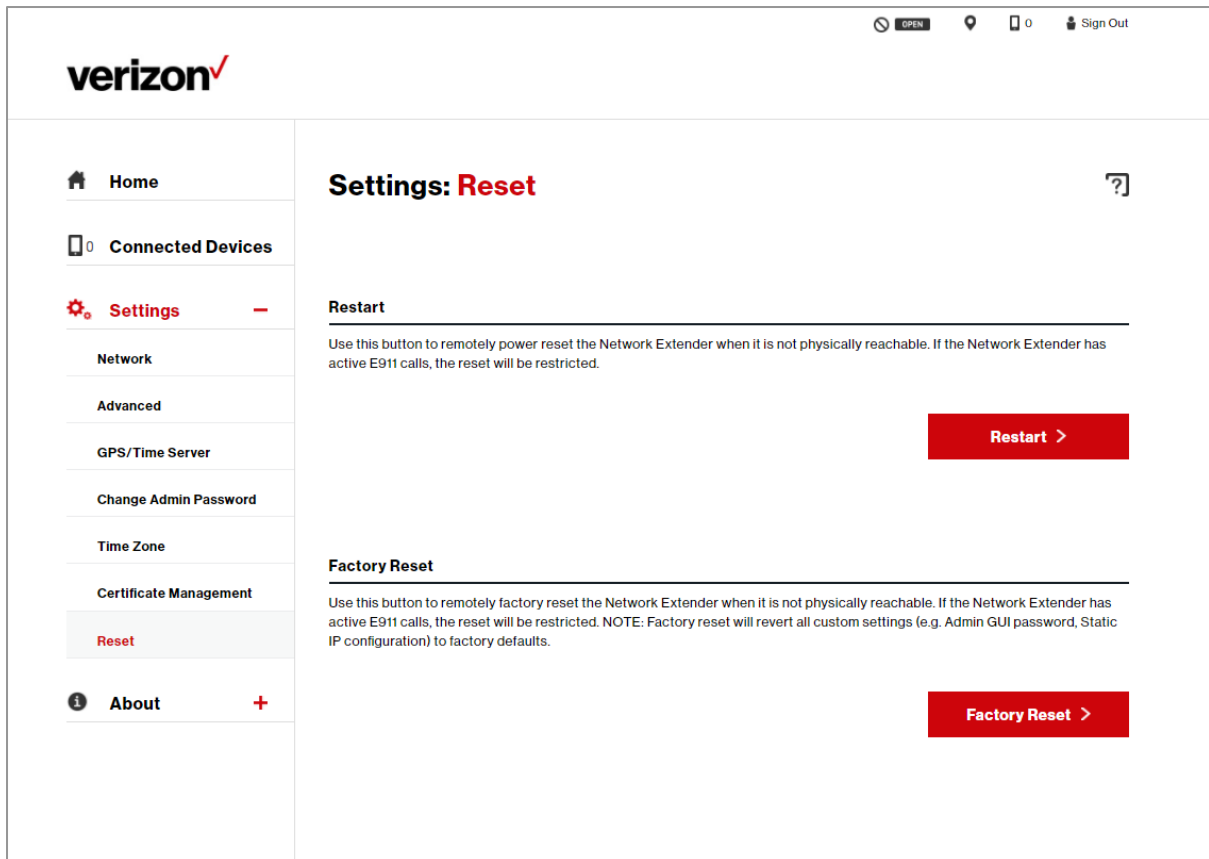 OPEN
0
Sign Out
verizon
Home
Settings: Reset
?
0 Connected Devices
Settings
Restart
Use this button to remotely power reset the Network Extender when it is not physically reachable. If the Network Extender has
active E911 calls, the reset will be restricted.
Network
Advanced
Restart >
GPS/Time Server
Change Admin Password
Time Zone
Factory Reset
Certificate Management
Use this button to remotely factory reset the Network Extender when it is not physically reachable. If the Network Extender has
active E911 calls, the reset will be restricted. NOTE: Factory reset will revert all custom settings (e.g. Admin GUI password, Static
IP configuration) to factory defaults.
Reset
About
Factory Reset >